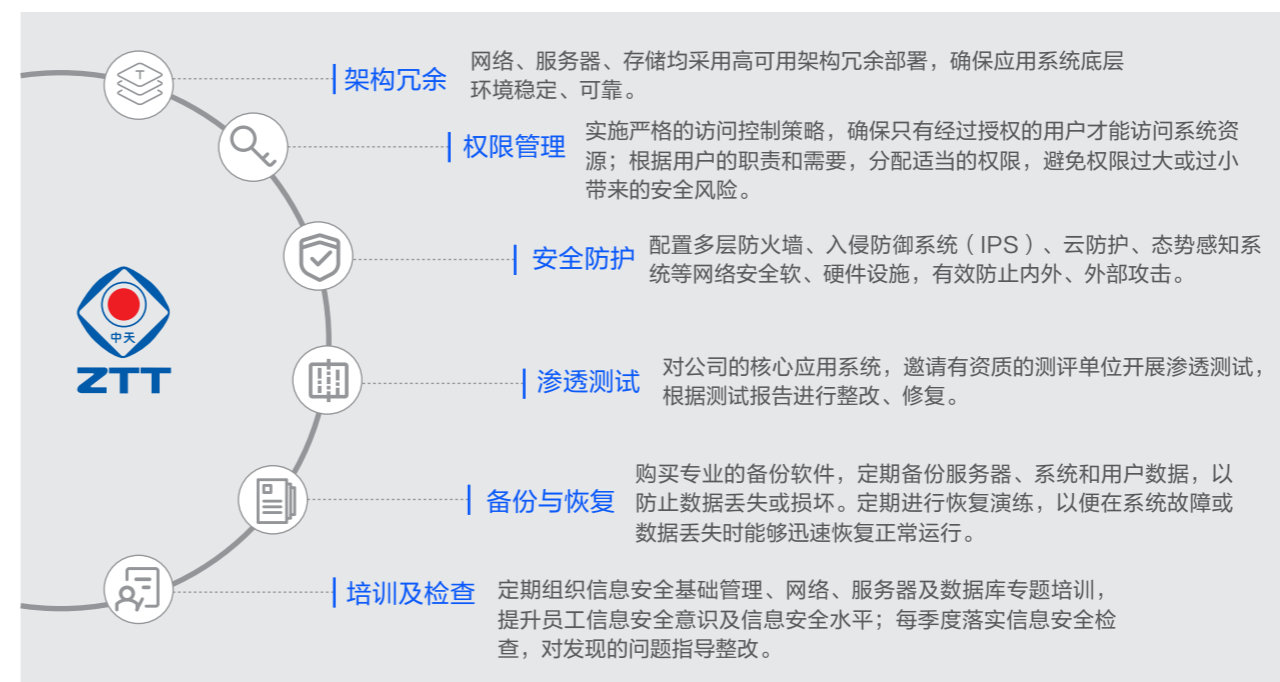 T
架构冗余
网络、服务器、存储均采用高可用架构冗余部署，确保应用系统底层
环境稳定、可靠。
权限管理
实施严格的访问控制策略，确保只有经过授权的用户才能访问系统资
源；根据用户的职责和需要，分配适当的权限，避免权限过大或过小
带来的安全风险。
安全防护
配置多层防火墙、入侵防御系统（IPS）、云防护、态势感知系
统等网络安全软、硬件设施，有效防止内外、外部攻击。
中天
ZTT
渗透测试
对公司的核心应用系统，邀请有资质的测评单位开展渗透测试，
根据测试报告进行整改、修复。
备份与恢复
购买专业的备份软件，定期备份服务器、系统和用户数据，以
防止数据丢失或损坏。定期进行恢复演练，以便在系统故障或
数据丢失时能够迅速恢复正常运行。
培训及检查
定期组织信息安全基础管理、网络、服务器及数据库专题培训，
提升员工信息安全意识及信息安全水平；每季度落实信息安全检
查，对发现的问题指导整改。